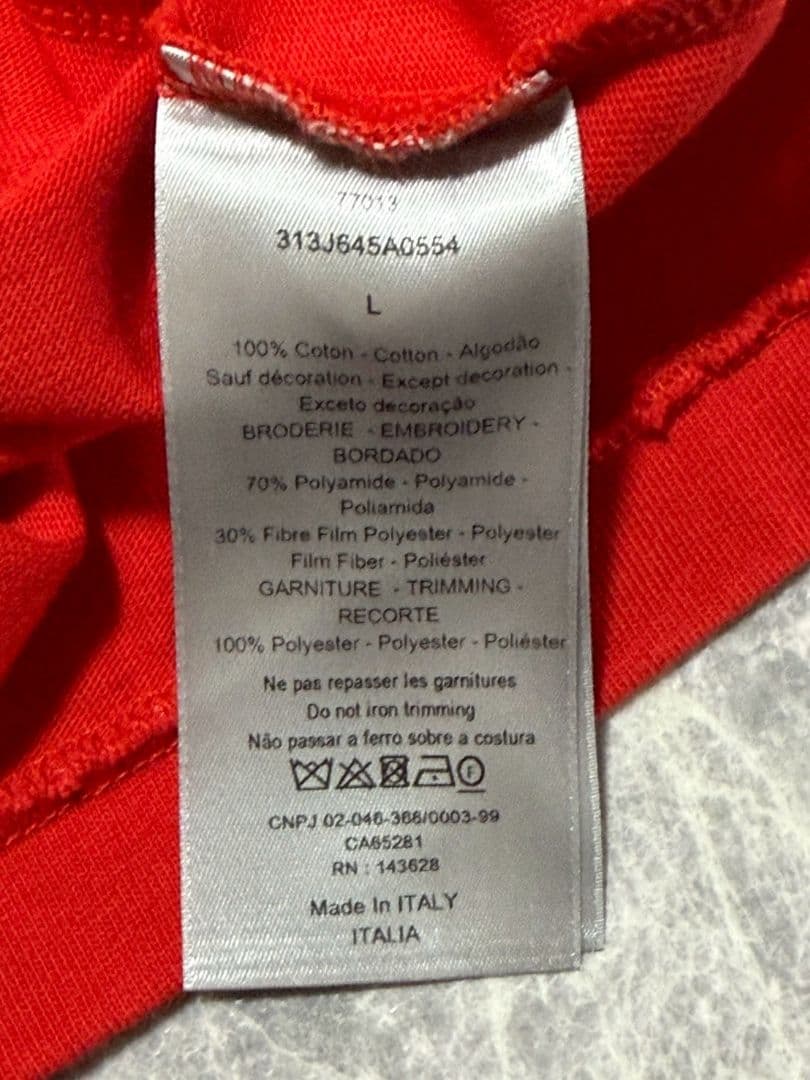 77013
313J645A0554
L
100% Coton - Cotton - Algodão
Sauf décoration - Except decoration -
Exceto decoração
BRODERIE - EMBROIDERY -
BORDADO
70% Polyamide - Polyamide -
Poliamida
30% Fibre Film Polyester - Polyester
Film Fiber - Poliéster
GARNITURE - TRIMMING -
RECORTE
100% Polyester - Polyester - Poliéster
Ne pas repasser les garnitures
Do not iron trimming
Não passar a ferro sobre a costura
F
CNPJ 02-046-366/0003-99
CA65281
RN : 143628
Made In ITALY
ITALIA